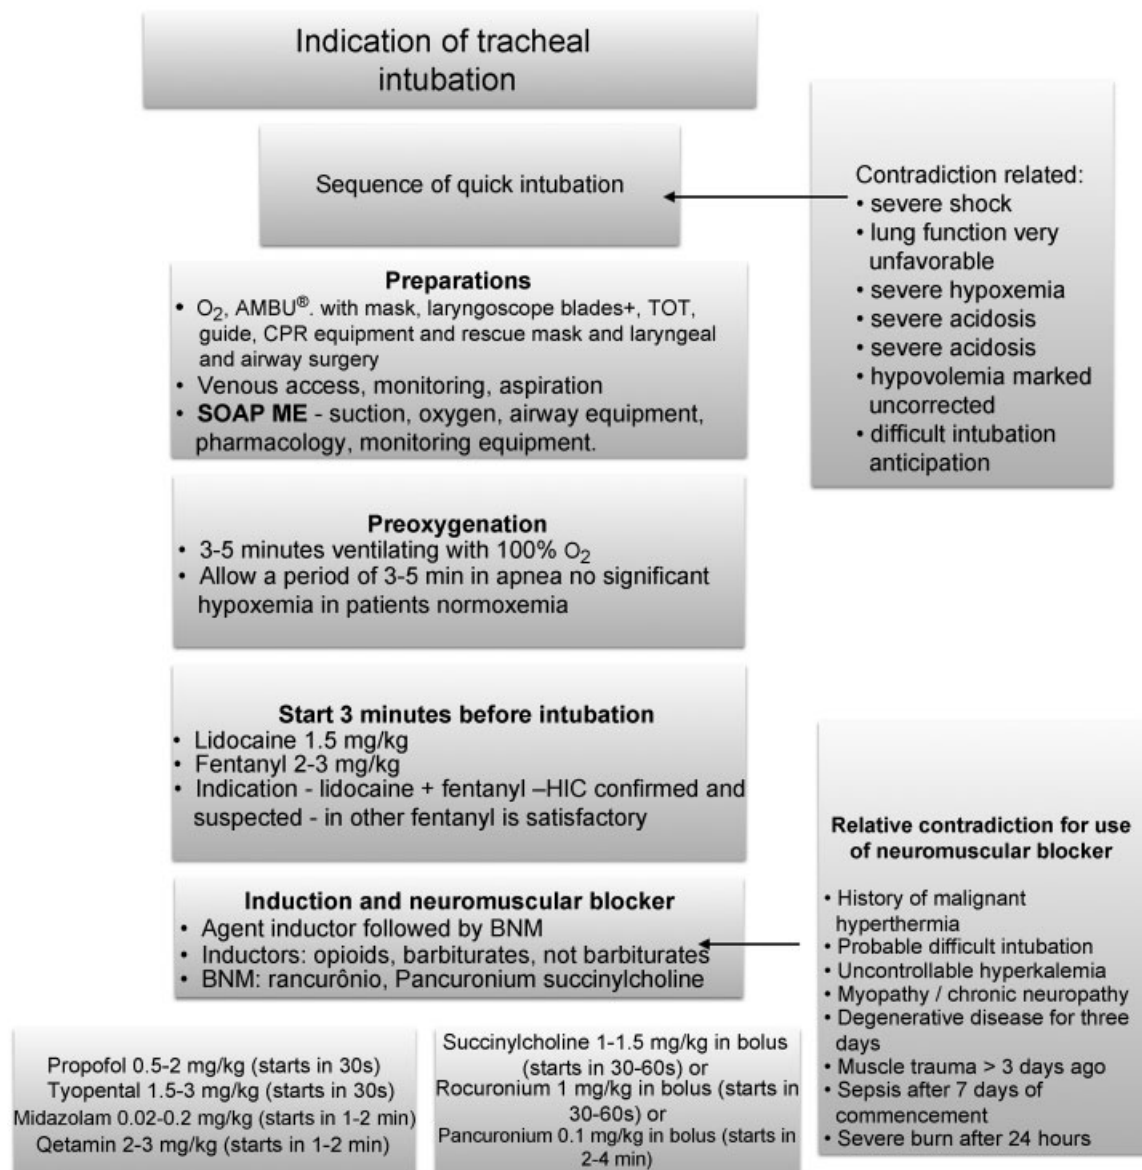 Indication of tracheal
intubation
Sequence of quick intubation
Contradiction related:
• severe shock
• lung function very
unfavorable
• severe hypoxemia
• severe acidosis
• severe acidosis
• hypovolemia marked
uncorrected
• difficult intubation
anticipation
Preparations
• O₂, AMBU®. with mask, laryngoscope blades+, TOT,
guide, CPR equipment and rescue mask and laryngeal
and airway surgery
• Venous access, monitoring, aspiration
• SOAP ME - suction, oxygen, airway equipment,
pharmacology, monitoring equipment.
Preoxygenation
• 3-5 minutes ventilating with 100% O₂
• Allow a period of 3-5 min in apnea no significant
hypoxemia in patients normoxemia
Start 3 minutes before intubation
• Lidocaine 1.5 mg/kg
• Fentanyl 2-3 mg/kg
• Indication - lidocaine + fentanyl –HIC confirmed and
suspected - in other fentanyl is satisfactory
Induction and neuromuscular blocker
• Agent inductor followed by BNM
• Inductors: opioids, barbiturates, not barbiturates
• BNM: rancurônio, Pancuronium succinylcholine
Relative contradiction for use
of neuromuscular blocker
• History of malignant
hyperthermia
• Probable difficult intubation
• Uncontrollable hyperkalemia
• Myopathy / chronic neuropathy
• Degenerative disease for three
days
• Muscle trauma > 3 days ago
• Sepsis after 7 days of
commencement
• Severe burn after 24 hours
Propofol 0.5-2 mg/kg (starts in 30s)
Tyopental 1.5-3 mg/kg (starts in 30s)
Midazolam 0.02-0.2 mg/kg (starts in 1-2 min)
Qetamin 2-3 mg/kg (starts in 1-2 min)
Succinylcholine 1-1.5 mg/kg in bolus
(starts in 30-60s) or
Rocuronium 1 mg/kg in bolus (starts in
30-60s) or
Pancuronium 0.1 mg/kg in bolus (starts in
2-4 min)